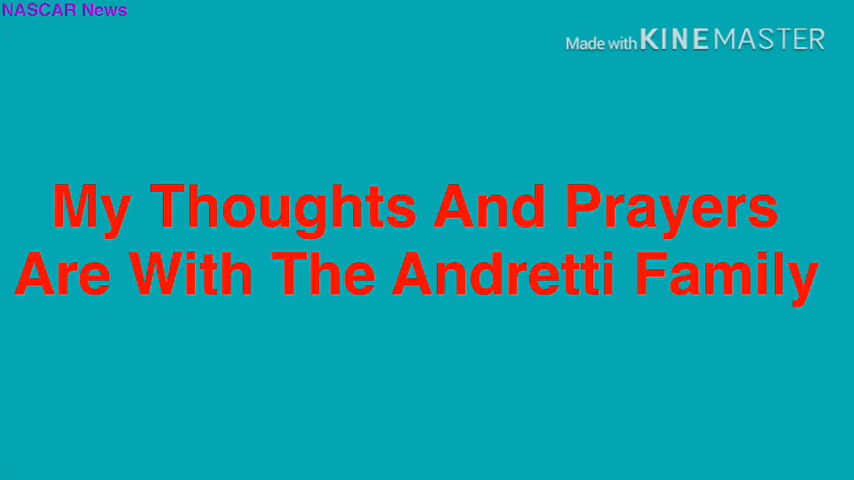 NASCAR News
Made with KINEMASTER
My Thoughts And Prayers
Are With The Andretti Family